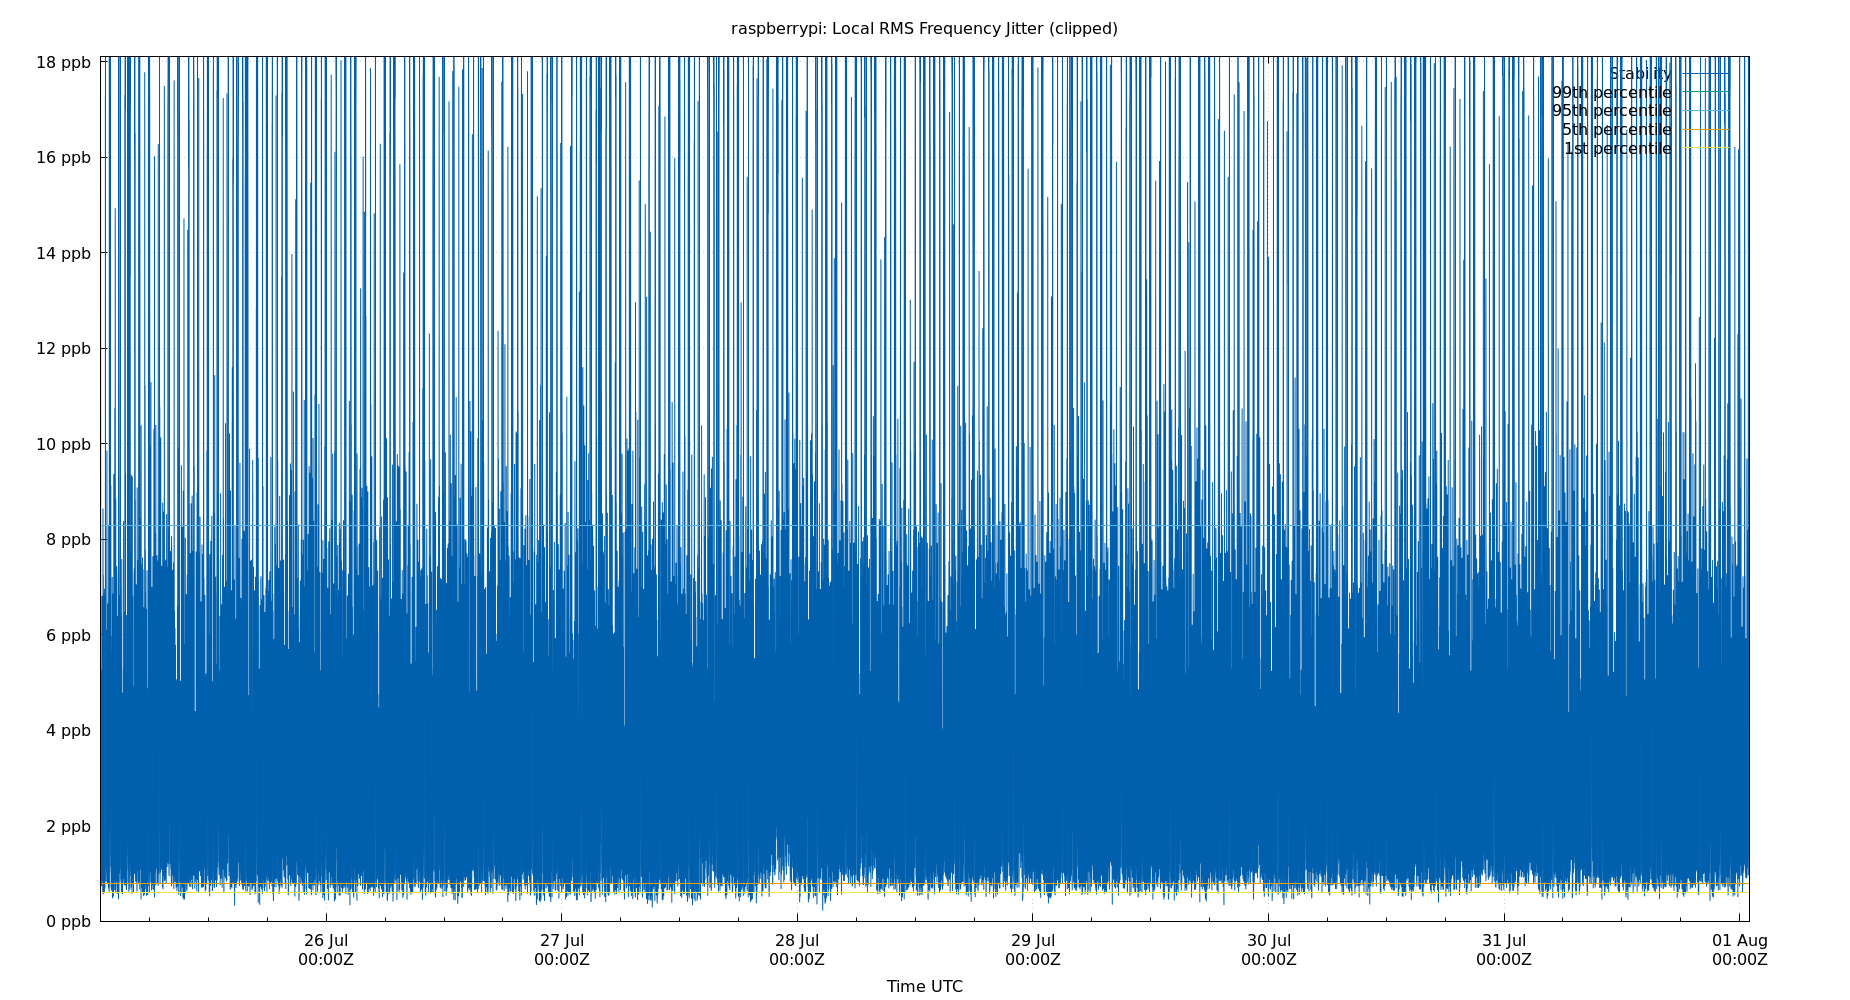 raspberrypi: Local RMS Frequency Jitter (clipped)
18 ppb
16 ppb
14 ppb
12 ppb
10 ppb
8 ppb
6 ppb
4 ppb
2 ppb
0 ppb
Stability
99th percentile
95th percentile
5th percentile
1st percentile
26 Jul
00:00Z
27 Jul
00:00Z
28 Jul
00:00Z
29 Jul
00:00Z
30 Jul
00:00Z
31 Jul
00:00Z
01 Aug
00:00Z
Time UTC